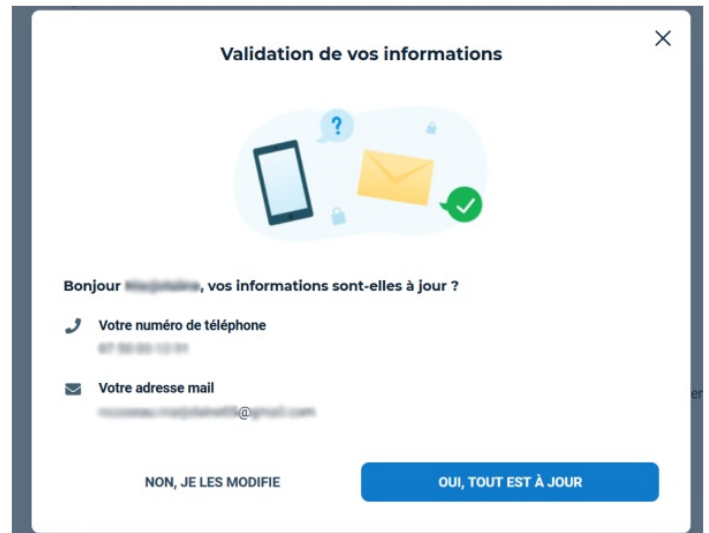 Validation de vos informations
?
Bonjour , vos informations sont-elles à jour ?
Votre numéro de téléphone
Votre adresse mail
@
er
NON, JE LES MODIFIE
OUI, TOUT EST À JOUR